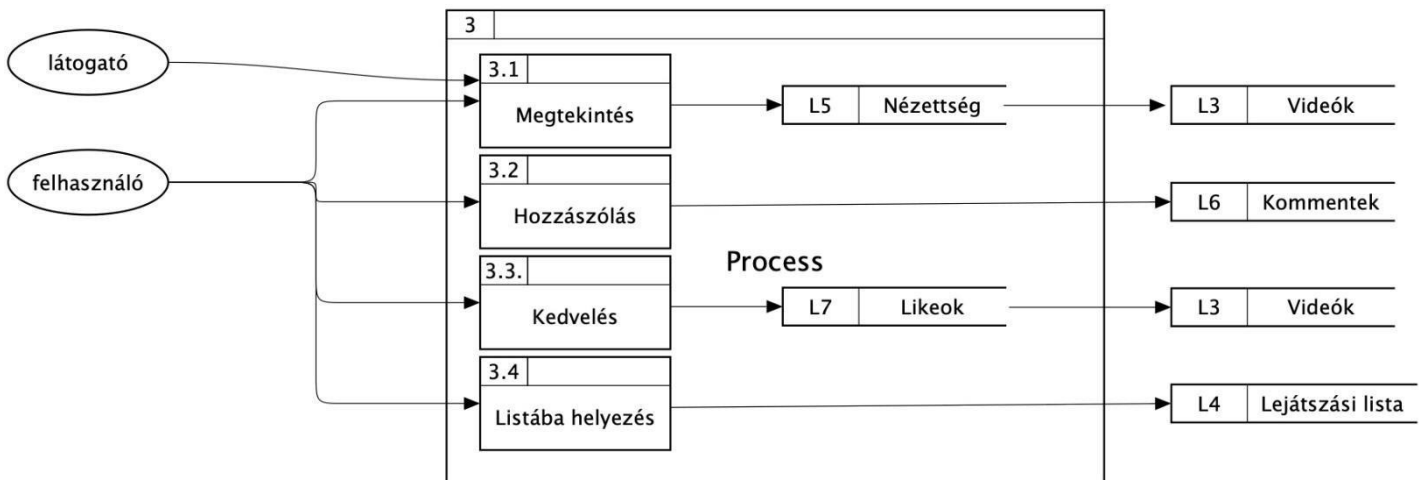 3
látogató
3.1
Megtekintés
L5 Nézettség
L3 Videók
felhasználó
3.2
Hozzászólás
L6 Kommentek
Process
3.3.
Kedvelés
L7 Likeok
L3 Videók
3.4
Listába helyezés
L4 Lejátszási lista